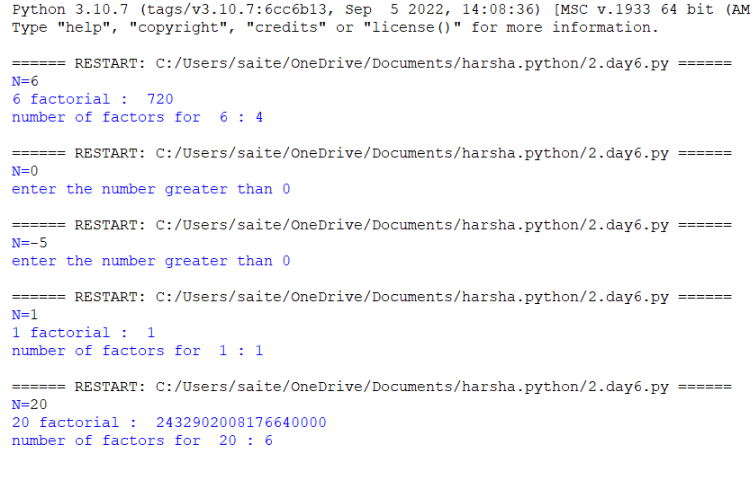 Python 3.10.7 (tags/v3.10.7:6cc6b13, Sep  5 2022, 14:08:36) [MSC v.1933 64 bit (AM
Type "help", "copyright", "credits" or "license()" for more information.
====== RESTART: C:/Users/saite/OneDrive/Documents/harsha.python/2.day6.py ======
N=6
6 factorial :  720
number of factors for  6 : 4
====== RESTART: C:/Users/saite/OneDrive/Documents/harsha.python/2.day6.py ======
N=0
enter the number greater than 0
====== RESTART: C:/Users/saite/OneDrive/Documents/harsha.python/2.day6.py ======
N=-5
enter the number greater than 0
====== RESTART: C:/Users/saite/OneDrive/Documents/harsha.python/2.day6.py ======
N=1
1 factorial :  1
number of factors for  1 : 1
====== RESTART: C:/Users/saite/OneDrive/Documents/harsha.python/2.day6.py ======
N=20
20 factorial :  2432902008176640000
number of factors for  20 : 6